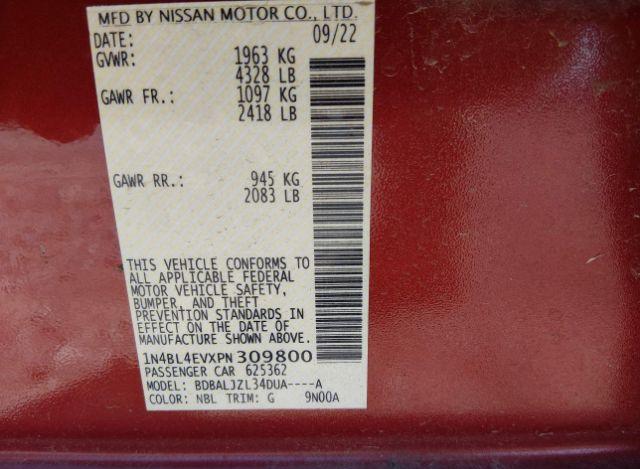 MFD BY NISSAN MOTOR CO., LTD.
DATE: 09/22
GVWR: 1963 KG
4328 LB
GAWR FR.: 1097 KG
2418 LB
GAWR RR.: 945 KG
2083 LB
THIS VEHICLE CONFORMS TO
ALL APPLICABLE FEDERAL
MOTOR VEHICLE SAFETY,
BUMPER, AND THEFT
PREVENTION STANDARDS IN
EFFECT ON THE DATE OF
MANUFACTURE SHOWN ABOVE.
1N4BL4EVXPN309800
PASSENGER CAR 625362
MODEL: BDBALJZL34DUA----A
COLOR: NBL TRIM: G 9N00A